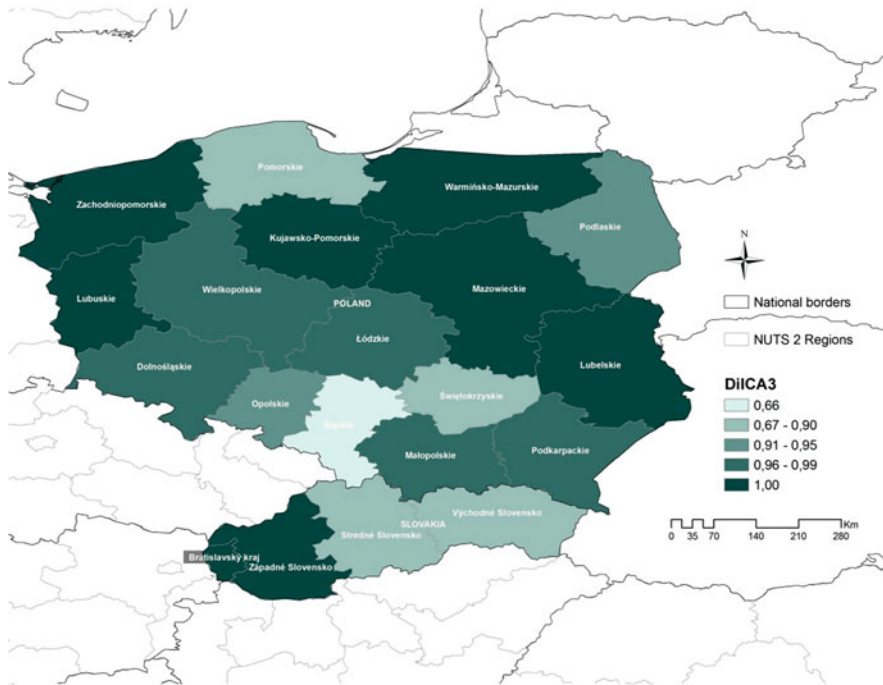 Pomorskie
Warmińsko-Mazurskie
Zachodniopomorskie
Podlaskie
Kujawsko-Pomorskie
N
Wielkopolskie
Mazowieckie
Lubuskie
POLAND
National borders
Łódzkie
NUTS 2 Regions
Dolnośląskie
Lubelskie
DiICA3
Opolskie
Świętokrzyskie
0,66
Śląskie
0,67 - 0,90
0,91 - 0,95
Małopolskie
Podkarpackie
0,96 - 0,99
1,00
Východné Slovensko
SLOVAKIA
Stredné Slovensko
Km
0 35 70 140 210 280
Bratislavský kraj
Západné Slovensko